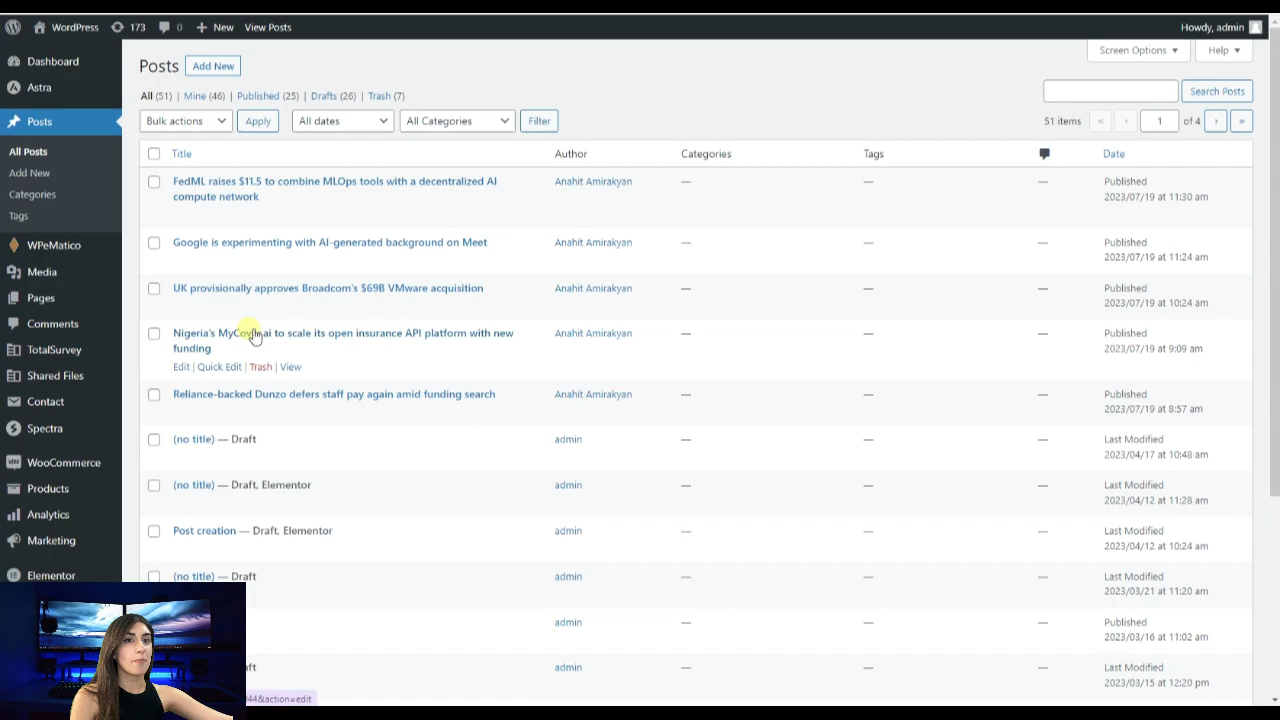 WordPress 173 0 New View Posts Howdy, admin
Dashboard
Astra
Posts
All Posts
Add New
Categories
Tags
WPeMatico
Media
Pages
Comments
TotalSurvey
Shared Files
Contact
Spectra
WooCommerce
Products
Analytics
Marketing
Elementor
Screen Options Help
Posts Add New
All (51) | Mine (46) | Published (25) | Drafts (26) | Trash (7)
Search Posts
Bulk actions Apply All dates All Categories Filter 51 items « ‹ 1 of 4 › »
Title Author Categories Tags Date
FedML raises $11.5 to combine MLOps tools with a decentralized AI
compute network
Anahit Amirakyan — — —
Published
2023/07/19 at 11:30 am
Google is experimenting with AI-generated background on Meet
Anahit Amirakyan — — —
Published
2023/07/19 at 11:24 am
UK provisionally approves Broadcom's $69B VMware acquisition
Anahit Amirakyan — — —
Published
2023/07/19 at 10:24 am
Nigeria's ai to scale its open insurance API platform with new
funding
Edit | Quick Edit | Trash | View
Anahit Amirakyan — — —
Published
2023/07/19 at 9:09 am
Reliance-backed Dunzo defers staff pay again amid funding search
Anahit Amirakyan — — —
Published
2023/07/19 at 8:57 am
(no title) — Draft
admin — — —
Last Modified
2023/04/17 at 10:48 am
(no title) — Draft, Elementor
admin — — —
Last Modified
2023/04/12 at 11:28 am
Post creation — Draft, Elementor
admin — — —
Last Modified
2023/04/12 at 10:24 am
(no title) — Draft
admin — — —
Last Modified
2023/03/21 at 11:20 am
admin — — —
Published
2023/03/16 at 11:02 am
admin — — —
Last Modified
2023/03/15 at 12:20 pm
44&action=edit